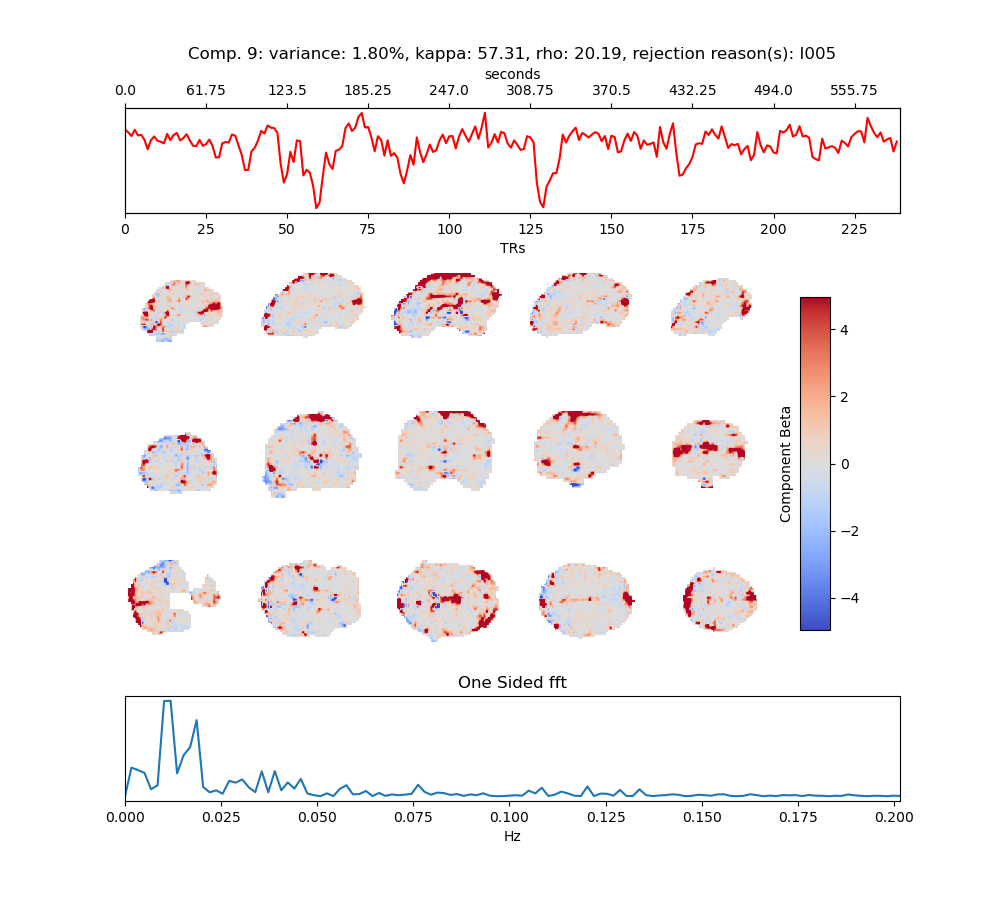 Comp. 9: variance: 1.80%, kappa: 57.31, rho: 20.19, rejection reason(s): I005
seconds
0.0 61.75 123.5 185.25 247.0 308.75 370.5 432.25 494.0 555.75
0 25 50 75 100 125 150 175 200 225
TRs
4
2
0
−2
−4
Component Beta
One Sided fft
0.000 0.025 0.050 0.075 0.100 0.125 0.150 0.175 0.200
Hz